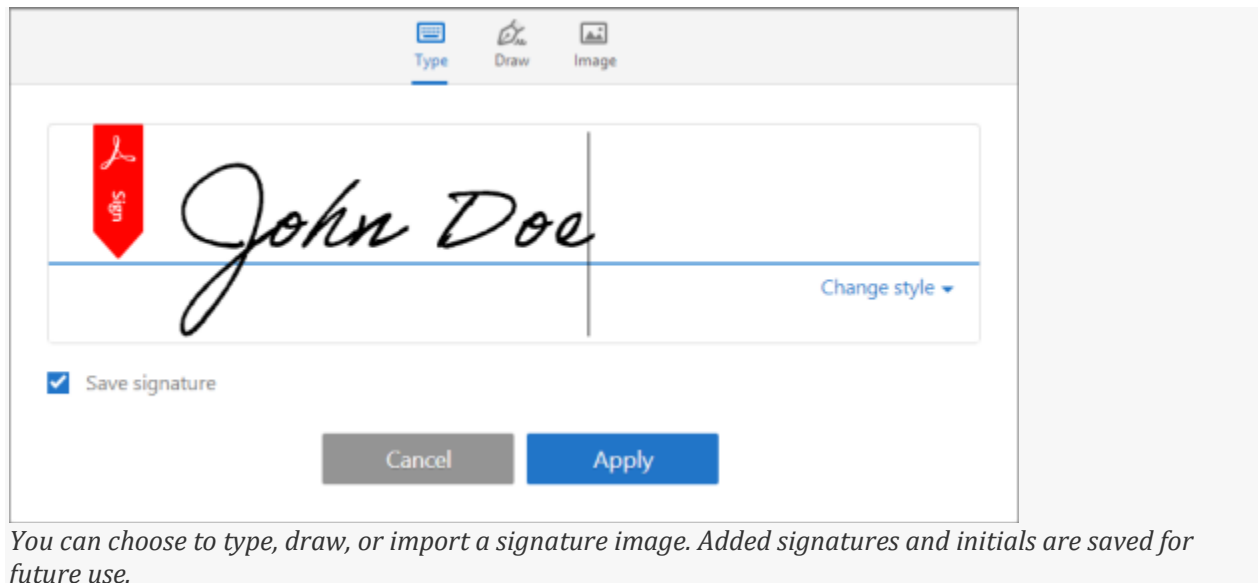 Type Draw Image
Sign
John Doe
Change style
Save signature
Cancel Apply
You can choose to type, draw, or import a signature image. Added signatures and initials are saved for
future use.